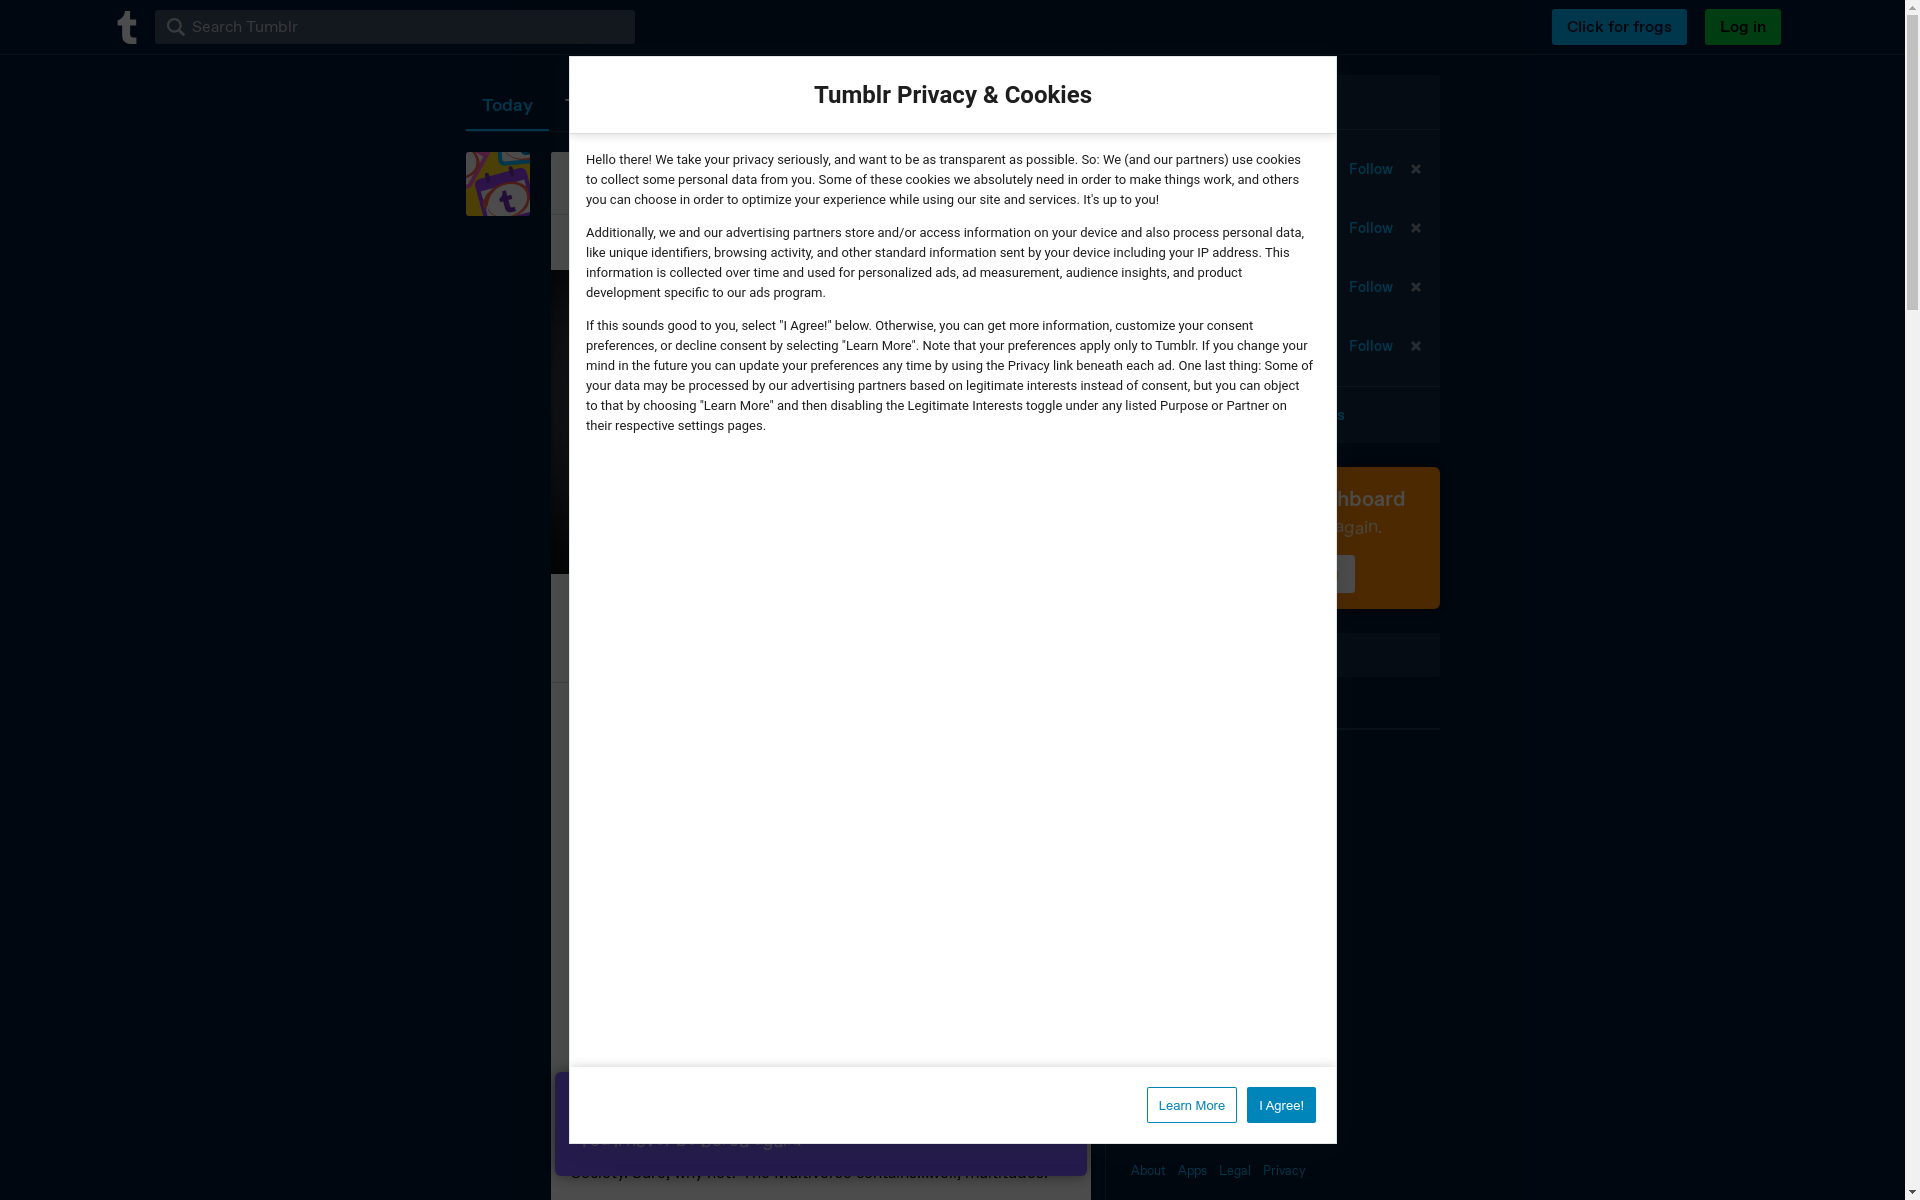 Search Tumblr
Click for frogs
Log in
Today
Tumblr Privacy & Cookies
Hello there! We take your privacy seriously, and want to be as transparent as possible. So: We (and our partners) use cookies
to collect some personal data from you. Some of these cookies we absolutely need in order to make things work, and others
you can choose in order to optimize your experience while using our site and services. It's up to you!
Additionally, we and our advertising partners store and/or access information on your device and also process personal data,
like unique identifiers, browsing activity, and other standard information sent by your device including your IP address. This
information is collected over time and used for personalized ads, ad measurement, audience insights, and product
development specific to our ads program.
If this sounds good to you, select "I Agree!" below. Otherwise, you can get more information, customize your consent
preferences, or decline consent by selecting "Learn More". Note that your preferences apply only to Tumblr. If you change your
mind in the future you can update your preferences any time by using the Privacy link beneath each ad. One last thing: Some of
your data may be processed by our advertising partners based on legitimate interests instead of consent, but you can object
to that by choosing "Learn More" and then disabling the Legitimate Interests toggle under any listed Purpose or Partner on
their respective settings pages.
Learn More
I Agree!
Follow
Follow
Follow
Follow
hboard
egain.
About Apps Legal Privacy